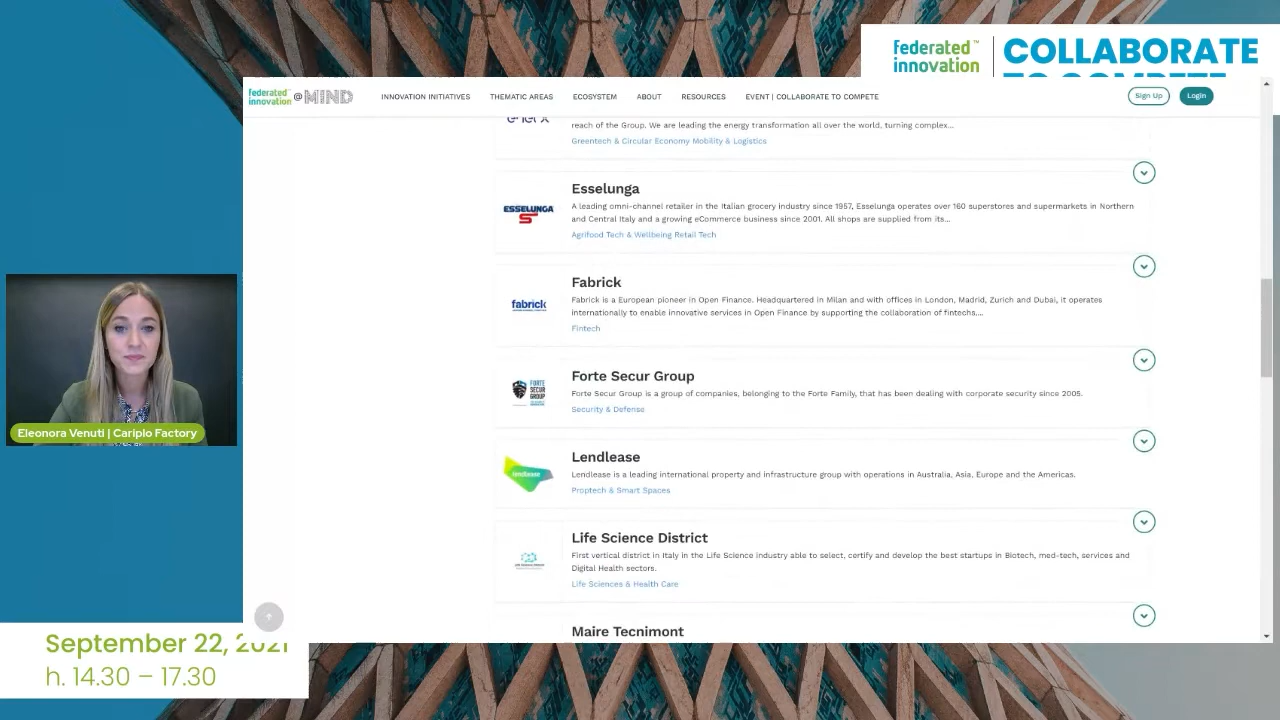 federated™
innovation
COLLABORATE
federated
innovation @ MIND
INNOVATION INITIATIVES
THEMATIC AREAS
ECOSYSTEM
ABOUT
RESOURCES
EVENT | COLLABORATE TO COMPETE
Sign Up
Login
reach of the Group. We are leading the energy transformation all over the world, turning complex...
Greentech & Circular Economy Mobility & Logistics
ESSELUNGA
Esselunga
A leading omni-channel retailer in the Italian grocery industry since 1957, Esselunga operates over 160 superstores and supermarkets in Northern
and Central Italy and a growing eCommerce business since 2001. All shops are supplied from its...
Agrifood Tech & Wellbeing Retail Tech
fabrick
Fabrick
Fabrick is a European pioneer in Open Finance. Headquartered in Milan and with offices in London, Madrid, Zurich and Dubai, it operates
internationally to enable innovative services in Open Finance by supporting the collaboration of fintechs....
Fintech
FORTE
SECUR
GROUP
Forte Secur Group
Forte Secur Group is a group of companies, belonging to the Forte Family, that has been dealing with corporate security since 2005.
Security & Defense
lendlease
Lendlease
Lendlease is a leading international property and infrastructure group with operations in Australia, Asia, Europe and the Americas.
Proptech & Smart Spaces
Life Science District
First vertical district in Italy in the Life Science industry able to select, certify and develop the best startups in Biotech, med-tech, services and
Digital Health sectors.
Life Sciences & Health Care
Maire Tecnimont
Eleonora Venuti | Cariplo Factory
September 22, 2021
h. 14.30 – 17.30